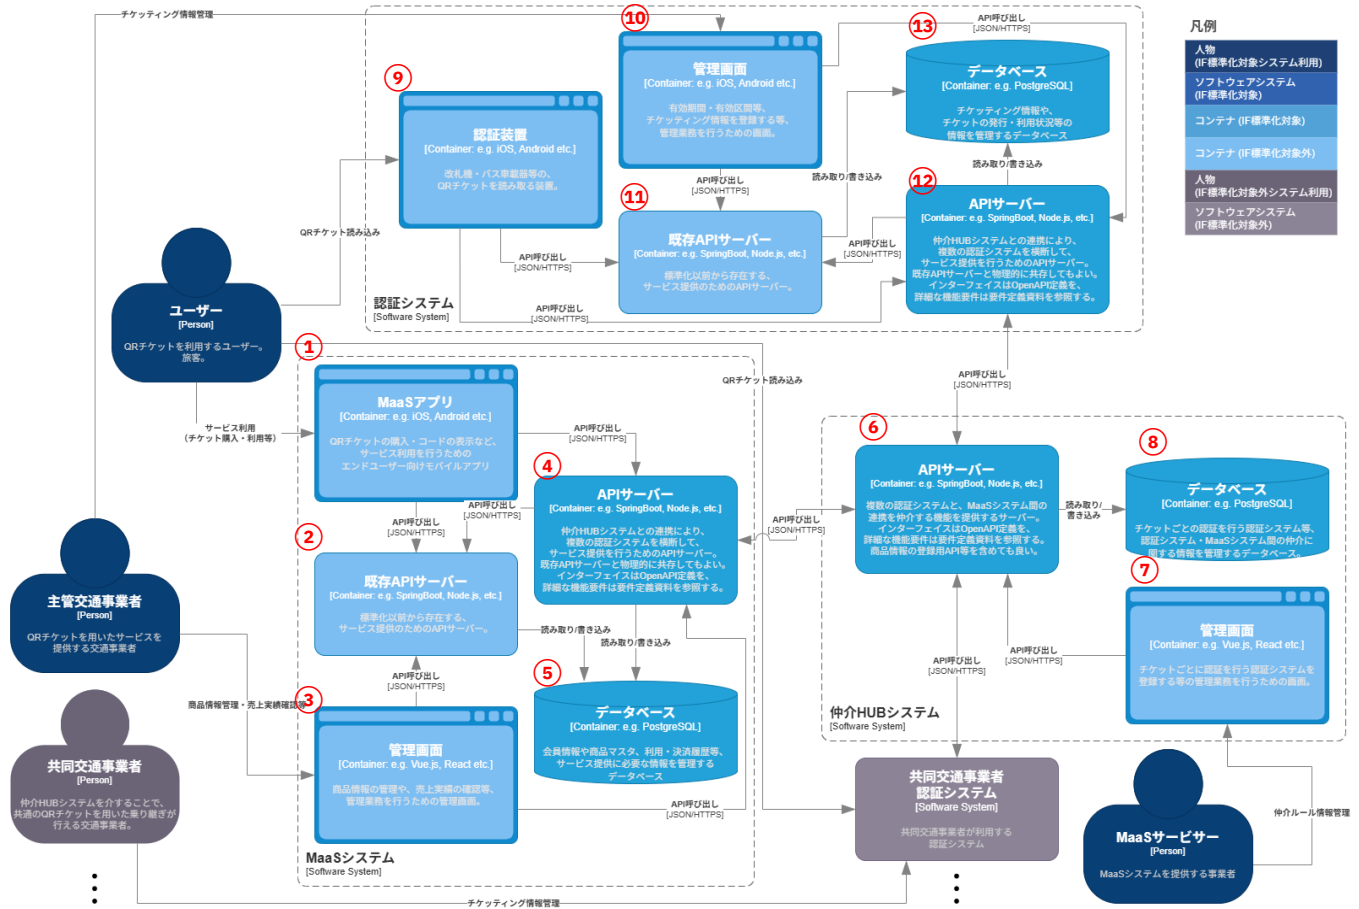 チケッティング情報管理
⑩
管理画面
[Container: e.g. iOS, Android etc.]
有効期間・有効区間等、
チケッティング情報を登録する等、
管理業務を行うための画面。
API呼び出し
[JSON/HTTPS]
⑬
データベース
[Container: e.g. PostgreSQL]
チケッティング情報や、
チケットの発行・利用状況等の
情報を管理するデータベース
凡例
人物
(IF標準化対象システム利用)
ソフトウェアシステム
(IF標準化対象)
コンテナ (IF標準化対象)
コンテナ (IF標準化対象外)
人物
(IF標準化対象外システム利用)
ソフトウェアシステム
(IF標準化対象外)
⑨
認証装置
[Container: e.g. iOS, Android etc.]
改札機・バス車載器等の、
QRチケットを読み取る装置。
API呼び出し
[JSON/HTTPS]
読み取り/書き込み
読み取り/書き込み
⑪
既存APIサーバー
[Container: e.g. SpringBoot, Node.js, etc.]
標準化以前から存在する、
サービス提供のためのAPIサーバー。
⑫
APIサーバー
[Container: e.g. SpringBoot, Node.js, etc.]
仲介HUBシステムとの連携により、
複数の認証システムを横断して、
サービス提供を行うためのAPIサーバー。
既存APIサーバーと物理的に共存してもよい。
インターフェイスはOpenAPI定義を、
詳細な機能要件は要件定義資料を参照する。
API呼び出し
[JSON/HTTPS]
QRチケット読み込み
API呼び出し
[JSON/HTTPS]
API呼び出し
[JSON/HTTPS]
認証システム
[Software System]
ユーザー
[Person]
QRチケットを利用するユーザー。
旅客。
サービス利用
(チケット購入・利用等)
QRチケット読み込み
API呼び出し
[JSON/HTTPS]
①
MaaSアプリ
[Container: e.g. iOS, Android etc.]
QRチケットの購入・コードの表示など、
サービス利用を行うための
エンドユーザー向けモバイルアプリ
API呼び出し
[JSON/HTTPS]
④
APIサーバー
[Container: e.g. SpringBoot, Node.js, etc.]
仲介HUBシステムとの連携により、
複数の認証システムを横断して、
サービス提供を行うためのAPIサーバー。
既存APIサーバーと物理的に共存してもよい。
インターフェイスはOpenAPI定義を、
詳細な機能要件は要件定義資料を参照する。
API呼び出し
[JSON/HTTPS]
API呼び出し
[JSON/HTTPS]
②
既存APIサーバー
[Container: e.g. SpringBoot, Node.js, etc.]
標準化以前から存在する、
サービス提供のためのAPIサーバー。
読み取り/書き込み
読み取り/書き込み
API呼び出し
[JSON/HTTPS]
③
管理画面
[Container: e.g. Vue.js, React etc.]
商品情報の管理や、売上実績の確認等、
管理業務を行うための管理画面。
⑤
データベース
[Container: e.g. PostgreSQL]
会員情報や商品マスタ、利用・決済履歴等、
サービス提供に必要な情報を管理する
データベース
API呼び出し
[JSON/HTTPS]
MaaSシステム
[Software System]
API呼び出し
[JSON/HTTPS]
⑥
APIサーバー
[Container: e.g. SpringBoot, Node.js, etc.]
複数の認証システムと、MaaSシステム間の
連携を仲介する機能を提供するサーバー。
インターフェイスはOpenAPI定義を、
詳細な機能要件は要件定義資料を参照する。
商品情報の登録用API等を含めても良い。
読み取り/
書き込み
⑧
データベース
[Container: e.g. PostgreSQL]
チケットごとの認証を行う認証システム等、
認証システム・MaaSシステム間の仲介に
関する情報を管理するデータベース。
⑦
管理画面
[Container: e.g. Vue.js, React etc.]
チケットごとに認証を行う認証システムを
登録する等の管理業務を行うための画面。
API呼び出し
[JSON/HTTPS]
API呼び出し
[JSON/HTTPS]
仲介HUBシステム
[Software System]
主管交通事業者
[Person]
QRチケットを用いたサービスを
提供する交通事業者
商品情報管理・売上実績確認等
共同交通事業者
[Person]
仲介HUBシステムを介することで、
共通のQRチケットを用いた乗り継ぎが
行える交通事業者。
チケッティング情報管理
共同交通事業者
認証システム
[Software System]
共同交通事業者が利用する
認証システム
MaaSサービサー
[Person]
MaaSシステムを提供する事業者
仲介ルール情報管理